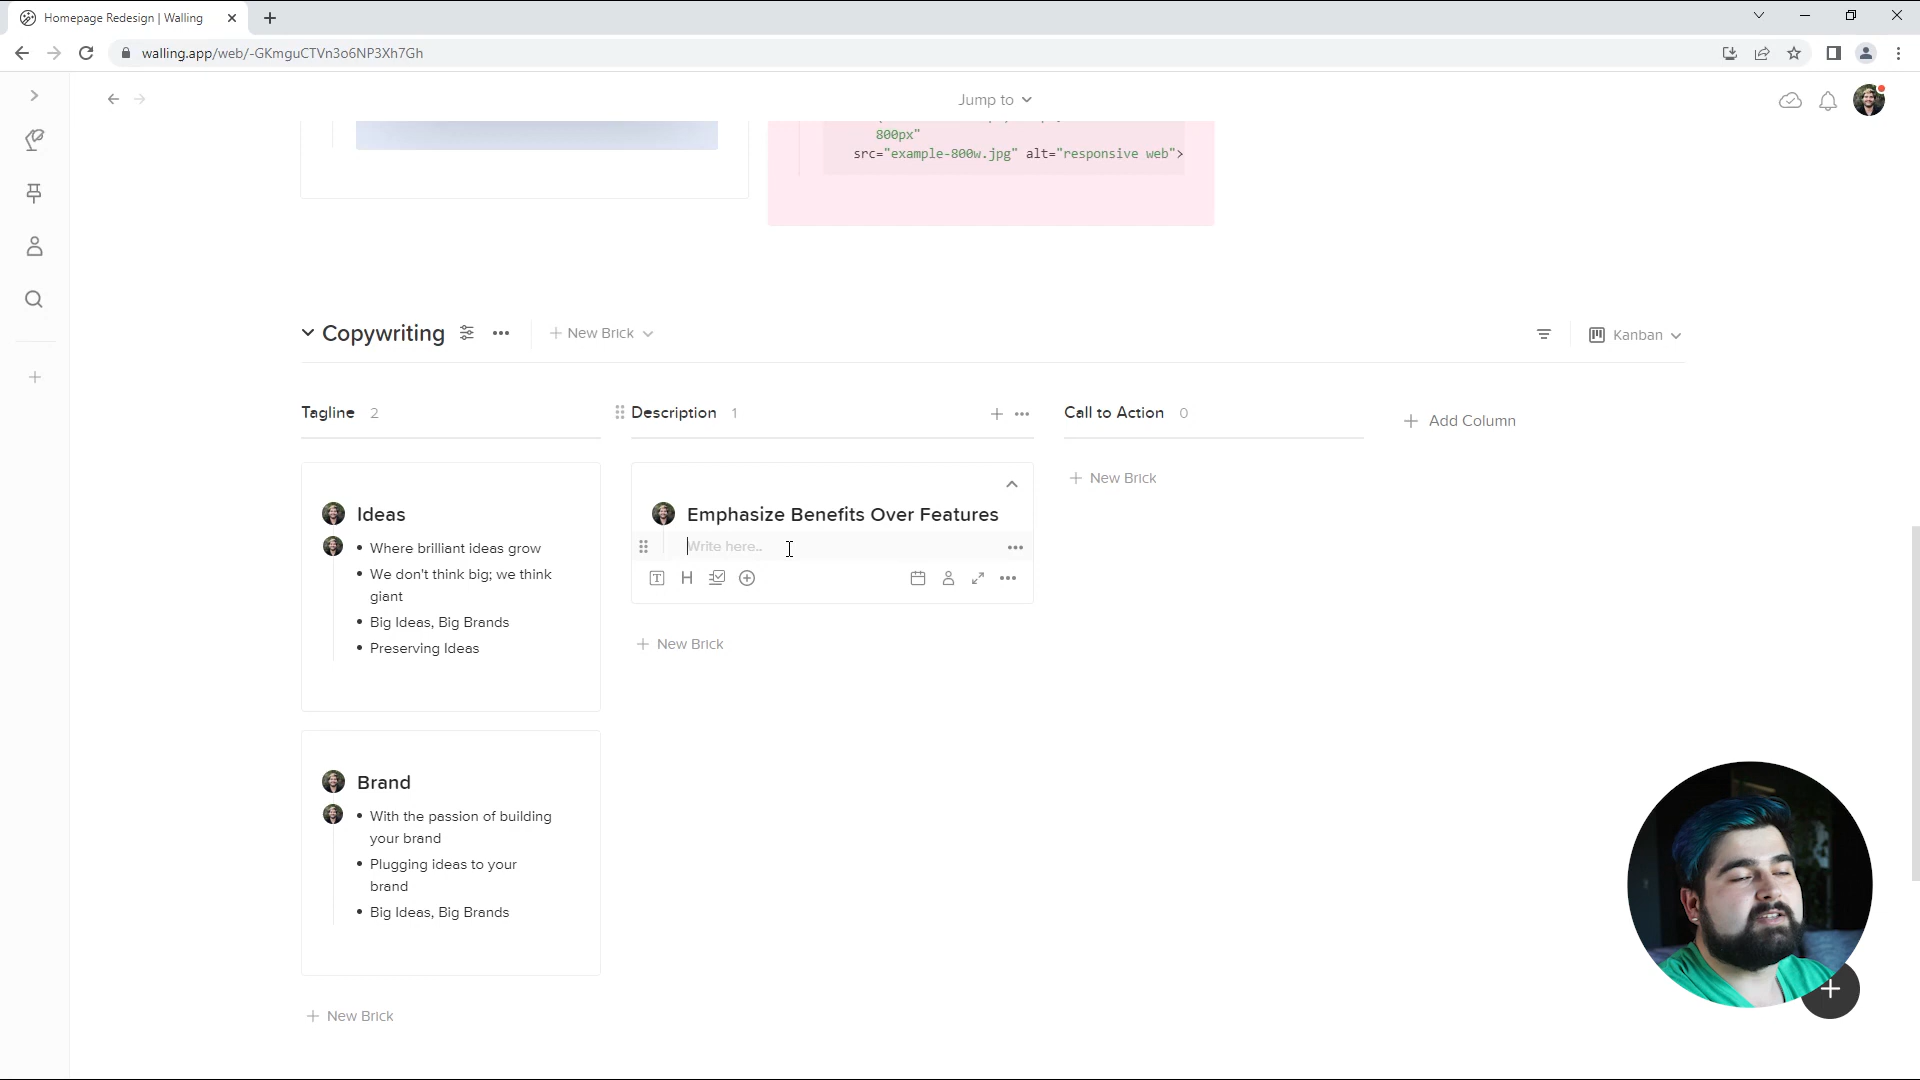 Homepage Redesign | Walling
walling.app/web/-GKmguCTVn3o6NP3Xh7Gh
Jump to
800px"
src="example-800w.jpg" alt="responsive web">
Copywriting
New Brick
Kanban
Tagline 2
Description 1
Call to Action 0
Add Column
Ideas
• Where brilliant ideas grow
• We don't think big; we think
giant
• Big Ideas, Big Brands
• Preserving Ideas
Emphasize Benefits Over Features
Write here..
New Brick
New Brick
Brand
• With the passion of building
your brand
• Plugging ideas to your
brand
• Big Ideas, Big Brands
New Brick